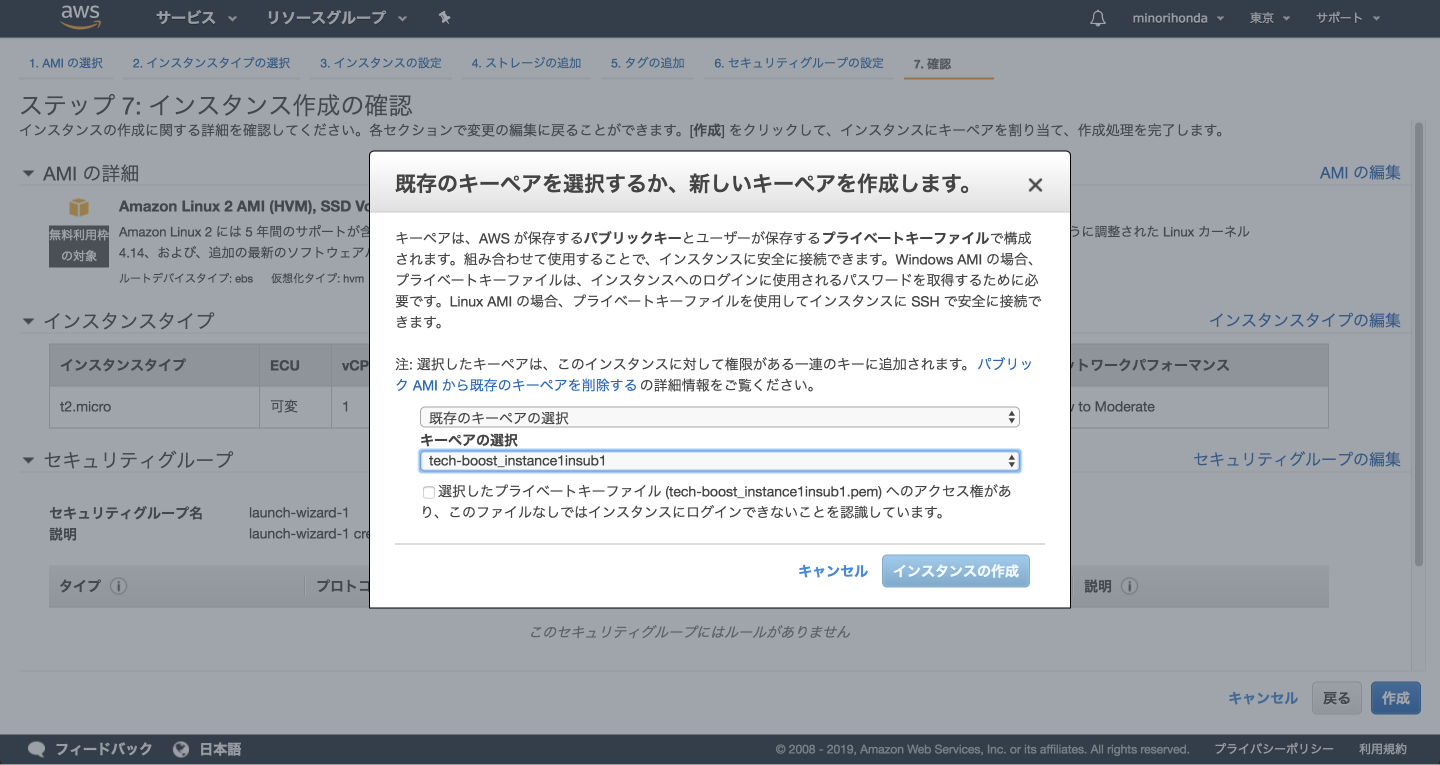 aws
サービス
リソースグループ
minorihonda
東京
サポート
1. AMI の選択
2. インスタンスタイプの選択
3. インスタンスの設定
4. ストレージの追加
5. タグの追加
6. セキュリティグループの設定
7. 確認
ステップ 7: インスタンス作成の確認
インスタンスの作成に関する詳細を確認してください。各セクションで変更の編集に戻ることができます。[作成] をクリックして、インスタンスにキーペアを割り当て、作成処理を完了します。
AMI の詳細
AMI の編集
無料利用枠
の対象
Amazon Linux 2 AMI (HVM), SSD Vo
Amazon Linux 2 には 5 年間のサポートが含
うに調整された Linux カーネル
4.14、および、追加の最新のソフトウェア
ルートデバイスタイプ: ebs 仮想化タイプ: hvm
インスタンスタイプ
インスタンスタイプの編集
インスタンスタイプ
ECU
vCP
ットワークパフォーマンス
t2.micro
可変
1
to Moderate
セキュリティグループ
セキュリティグループの編集
セキュリティグループ名
launch-wizard-1
説明
launch-wizard-1 cre
タイプ
プロトコ
説明
このセキュリティグループにはルールがありません
既存のキーペアを選択するか、新しいキーペアを作成します。
キーペアは、AWS が保存するパブリックキーとユーザーが保存するプライベートキーファイルで構成
されます。組み合わせて使用することで、インスタンスに安全に接続できます。Windows AMI の場合、
プライベートキーファイルは、インスタンスへのログインに使用されるパスワードを取得するために必
要です。Linux AMI の場合、プライベートキーファイルを使用してインスタンスに SSH で安全に接続で
きます。
注: 選択したキーペアは、このインスタンスに対して権限がある一連のキーに追加されます。 パブリッ
ク AMI から既存のキーペアを削除する の詳細情報をご覧ください。
既存のキーペアの選択
キーペアの選択
tech-boost_instance1insub1
選択したプライベートキーファイル (tech-boost_instance1insub1.pem) へのアクセス権があ
り、このファイルなしではインスタンスにログインできないことを認識しています。
キャンセル
インスタンスの作成
キャンセル
戻る
作成
フィードバック
日本語
© 2008 - 2019, Amazon Web Services, Inc. or its affiliates. All rights reserved.
プライバシーポリシー
利用規約